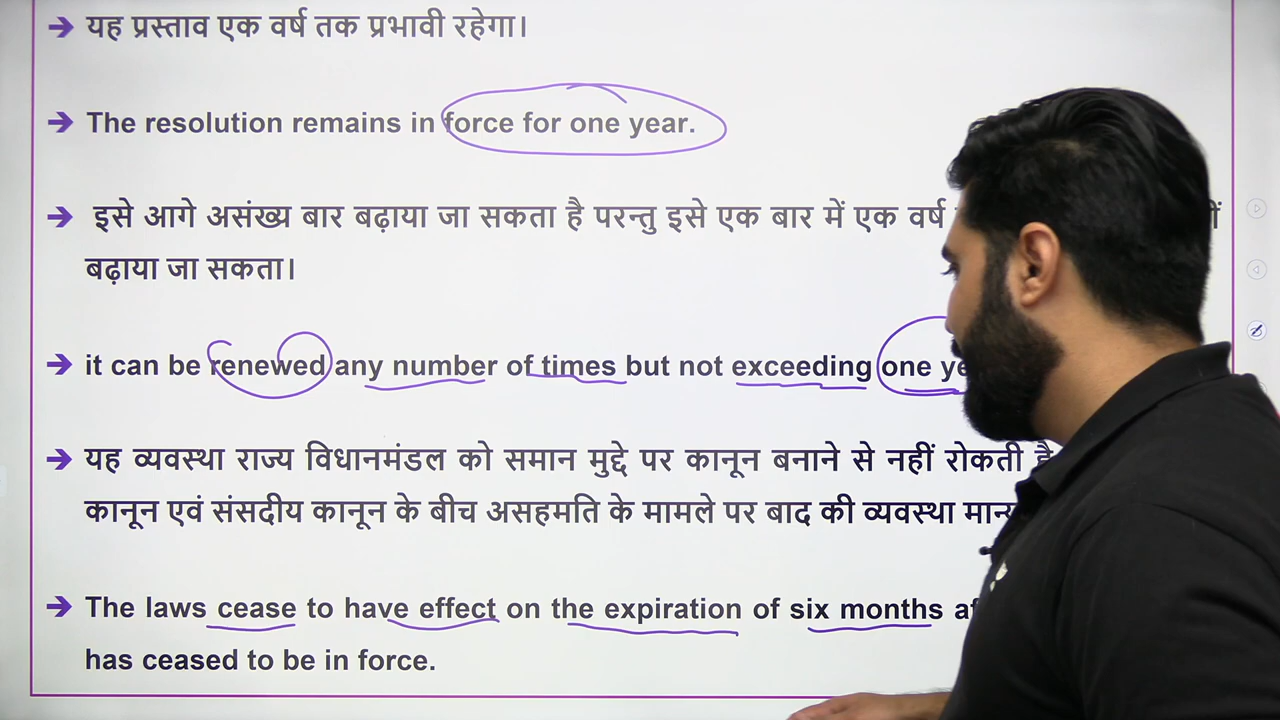 → यह प्रस्ताव एक वर्ष तक प्रभावी रहेगा।
→ The resolution remains in force for one year.
→ इसे आगे असंख्य बार बढ़ाया जा सकता है परन्तु इसे एक बार में एक वर्ष
बढ़ाया जा सकता।
→ it can be renewed any number of times but not exceeding one
→ यह व्यवस्था राज्य विधानमंडल को समान मुद्दे पर कानून बनाने से नहीं रोकती
कानून एवं संसदीय कानून के बीच असहमति के मामले पर बाद की व्यवस्था
→ The laws cease to have effect on the expiration of six months
has ceased to be in force.